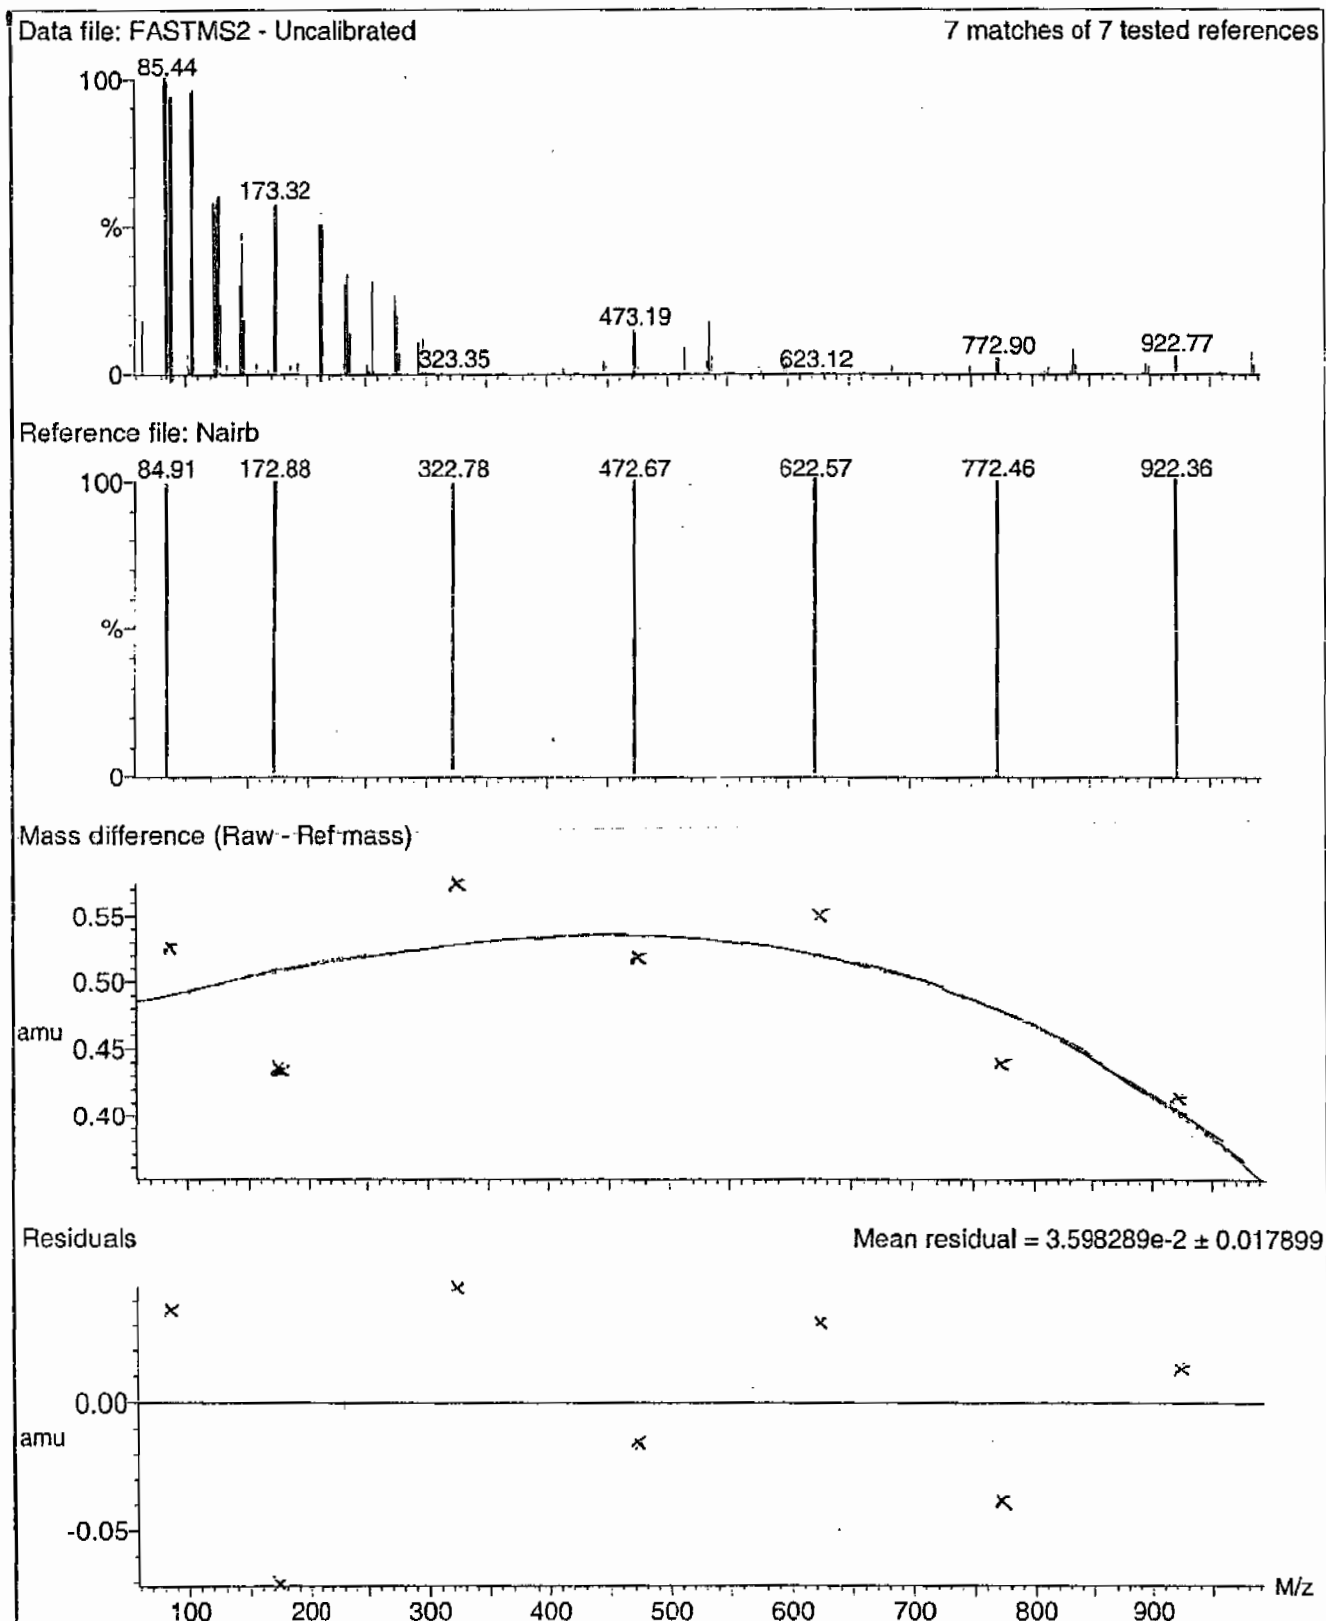 Data file: FASTMS2 - Uncalibrated 7 matches of 7 tested references
85.44
100
173.32
%
473.19
323.35 623.12 772.90 922.77
0
Reference file: Nairb
84.91 172.88 322.78 472.67 622.57 772.46 922.36
100
%
0
Mass difference (Raw - Ref mass)
0.55
0.50
amu
0.45
0.40
Residuals Mean residual = 3.598289e-2 ± 0.017899
0.00
amu
-0.05
M/z
100 200 300 400 500 600 700 800 900